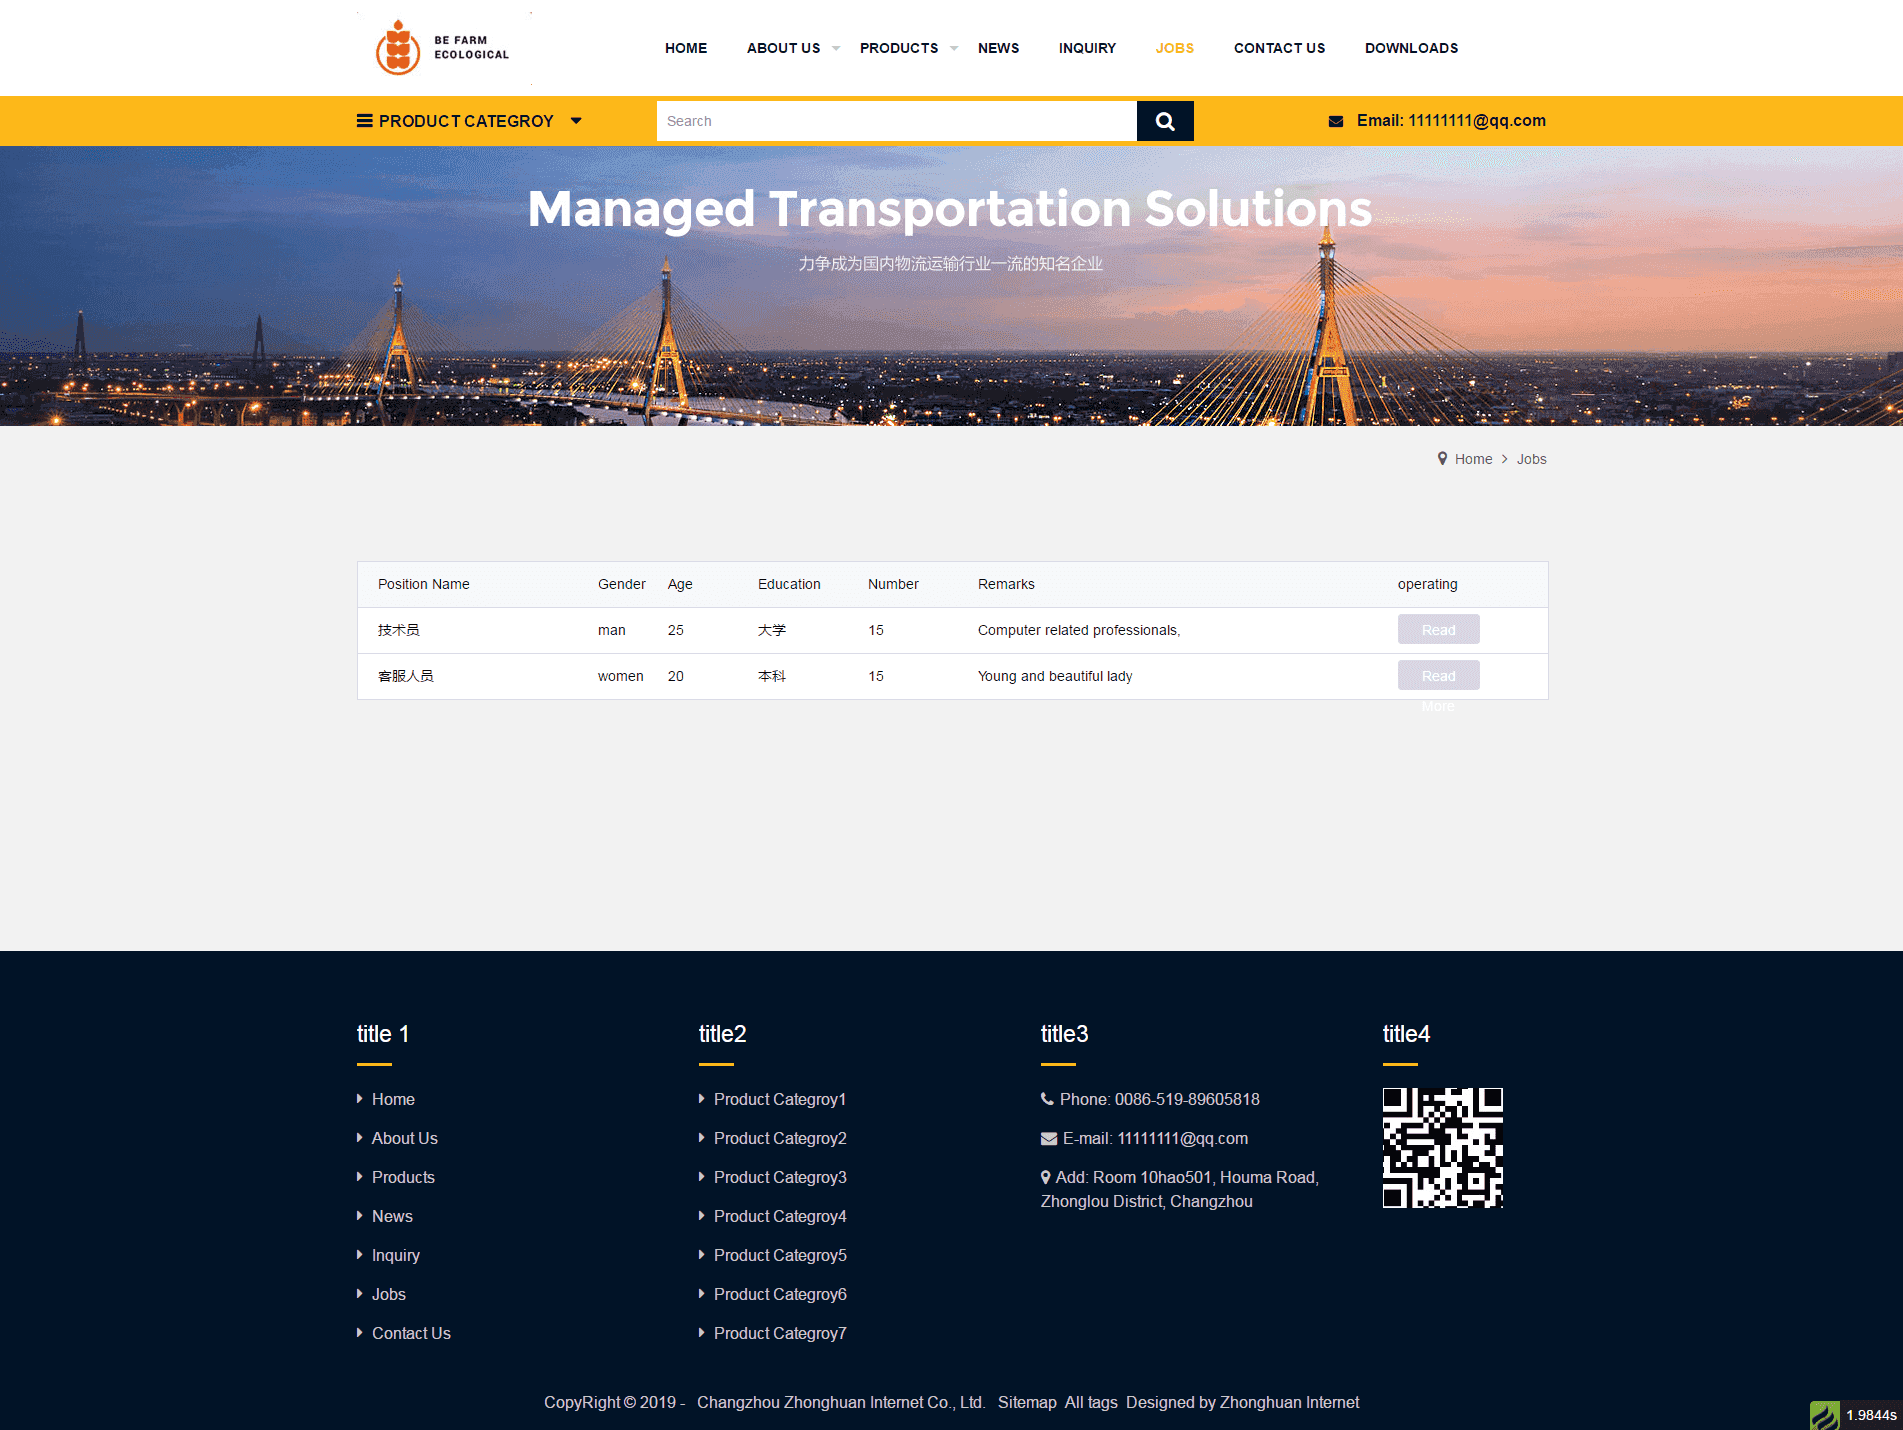 BE FARM
ECOLOGICAL
HOME ABOUT US PRODUCTS NEWS INQUIRY JOBS CONTACT US DOWNLOADS
PRODUCT CATEGROY Search Email: 11111111@qq.com
Managed Transportation Solutions
力争成为国内物流运输行业一流的知名企业
Home > Jobs
Position Name Gender Age Education Number Remarks operating
技术员 man 25 大学 15 Computer related professionals, Read
客服人员 women 20 本科 15 Young and beautiful lady Read
More
title 1
Home
About Us
Products
News
Inquiry
Jobs
Contact Us
title2
Product Categroy1
Product Categroy2
Product Categroy3
Product Categroy4
Product Categroy5
Product Categroy6
Product Categroy7
title3
Phone: 0086-519-89605818
E-mail: 11111111@qq.com
Add: Room 10hao501, Houma Road,
Zhonglou District, Changzhou
title4
CopyRight © 2019 - Changzhou Zhonghuan Internet Co., Ltd. Sitemap All tags Designed by Zhonghuan Internet
1.9844s